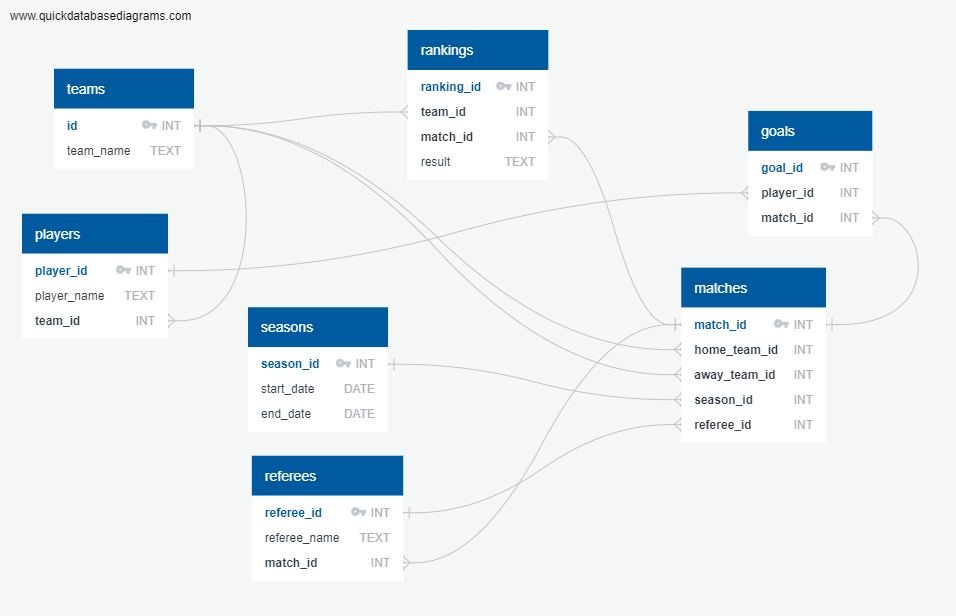 www.quickdatabasediagrams.com
teams
id INT
team_name TEXT
players
player_id INT
player_name TEXT
team_id INT
rankings
ranking_id INT
team_id INT
match_id INT
result TEXT
seasons
season_id INT
start_date DATE
end_date DATE
referees
referee_id INT
referee_name TEXT
match_id INT
goals
goal_id INT
player_id INT
match_id INT
matches
match_id INT
home_team_id INT
away_team_id INT
season_id INT
referee_id INT